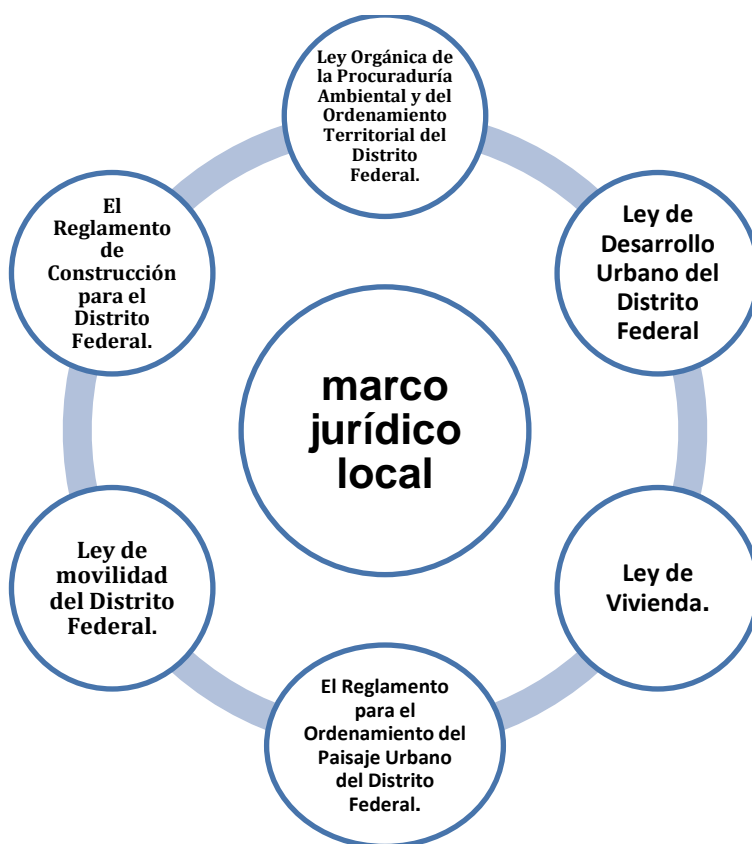 Ley Orgánica de
la Procuraduría
Ambiental y del
Ordenamiento
Territorial del
Distrito
Federal.
Ley de
Desarrollo
Urbano del
Distrito
Federal
Ley de
Vivienda.
El Reglamento
para el
Ordenamiento del
Paisaje Urbano
del Distrito
Federal.
Ley de
movilidad
del Distrito
Federal.
El
Reglamento
de
Construcción
para el
Distrito
Federal.
marco
jurídico
local